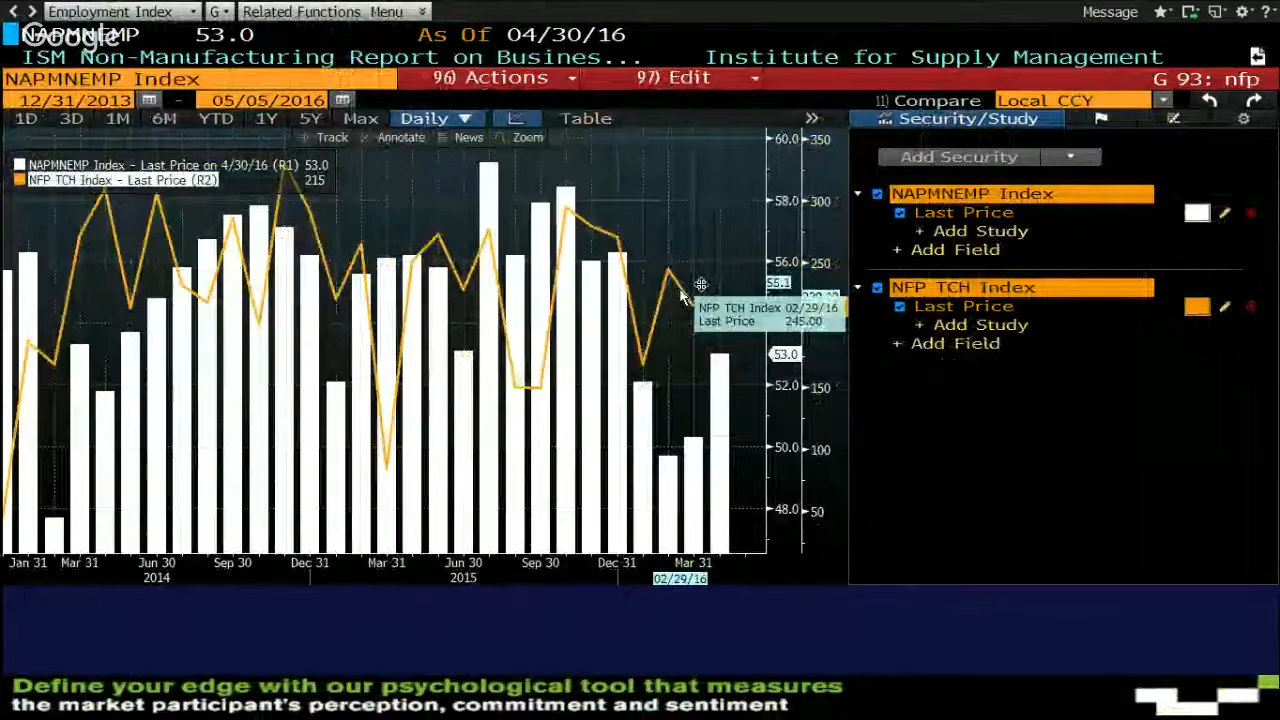 Employment Index G Related Functions Menu Message
Google
NAPMNEMP 53.0 As Of 04/30/16
ISM Non-Manufacturing Report on Busines... Institute for Supply Management
NAPMNEMP Index 96) Actions 97) Edit G 93: nfp
12/31/2013 - 05/05/2016 11) Compare Local CCY
1D 3D 1M 6M YTD 1Y 5Y Max Daily ▼ Table » Security/Study
Track Annotate News Zoom
Add Security
NAPMNEMP Index - Last Price on 4/30/16 (R1) 53.0
NFP TCH Index - Last Price (R2) 215
NAPMNEMP Index
Last Price
+ Add Study
+ Add Field
NFP TCH Index
Last Price
+ Add Study
+ Add Field
60.0 350
58.0 300
56.0 250
55.1
53.0
52.0 150
50.0 100
48.0 50
NFP TCH Index 02/29/16
Last Price 245.00
Jan 31 Mar 31 Jun 30 Sep 30 Dec 31 Mar 31 Jun 30 Sep 30 Dec 31 Mar 31
2014 2015 02/29/16
Define your edge with our psychological tool that measures
the market participant's perception, commitment and sentiment